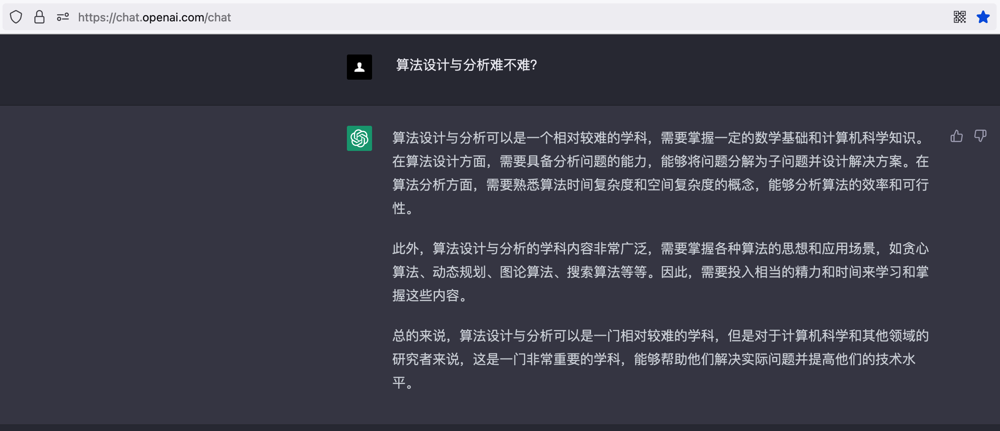 https://chat.openai.com/chat
算法设计与分析难不难?
算法设计与分析可以是一个相对较难的学科，需要掌握一定的数学基础和计算机科学知识。
在算法设计方面，需要具备分析问题的能力，能够将问题分解为子问题并设计解决方案。在
算法分析方面，需要熟悉算法时间复杂度和空间复杂度的概念，能够分析算法的效率和可行
性。
此外，算法设计与分析的学科内容非常广泛，需要掌握各种算法的思想和应用场景，如贪心
算法、动态规划、图论算法、搜索算法等等。因此，需要投入相当的精力和时间来学习和掌
握这些内容。
总的来说，算法设计与分析可以是一门相对较难的学科，但是对于计算机科学和其他领域的
研究者来说，这是一门非常重要的学科，能够帮助他们解决实际问题并提高他们的技术水
平。